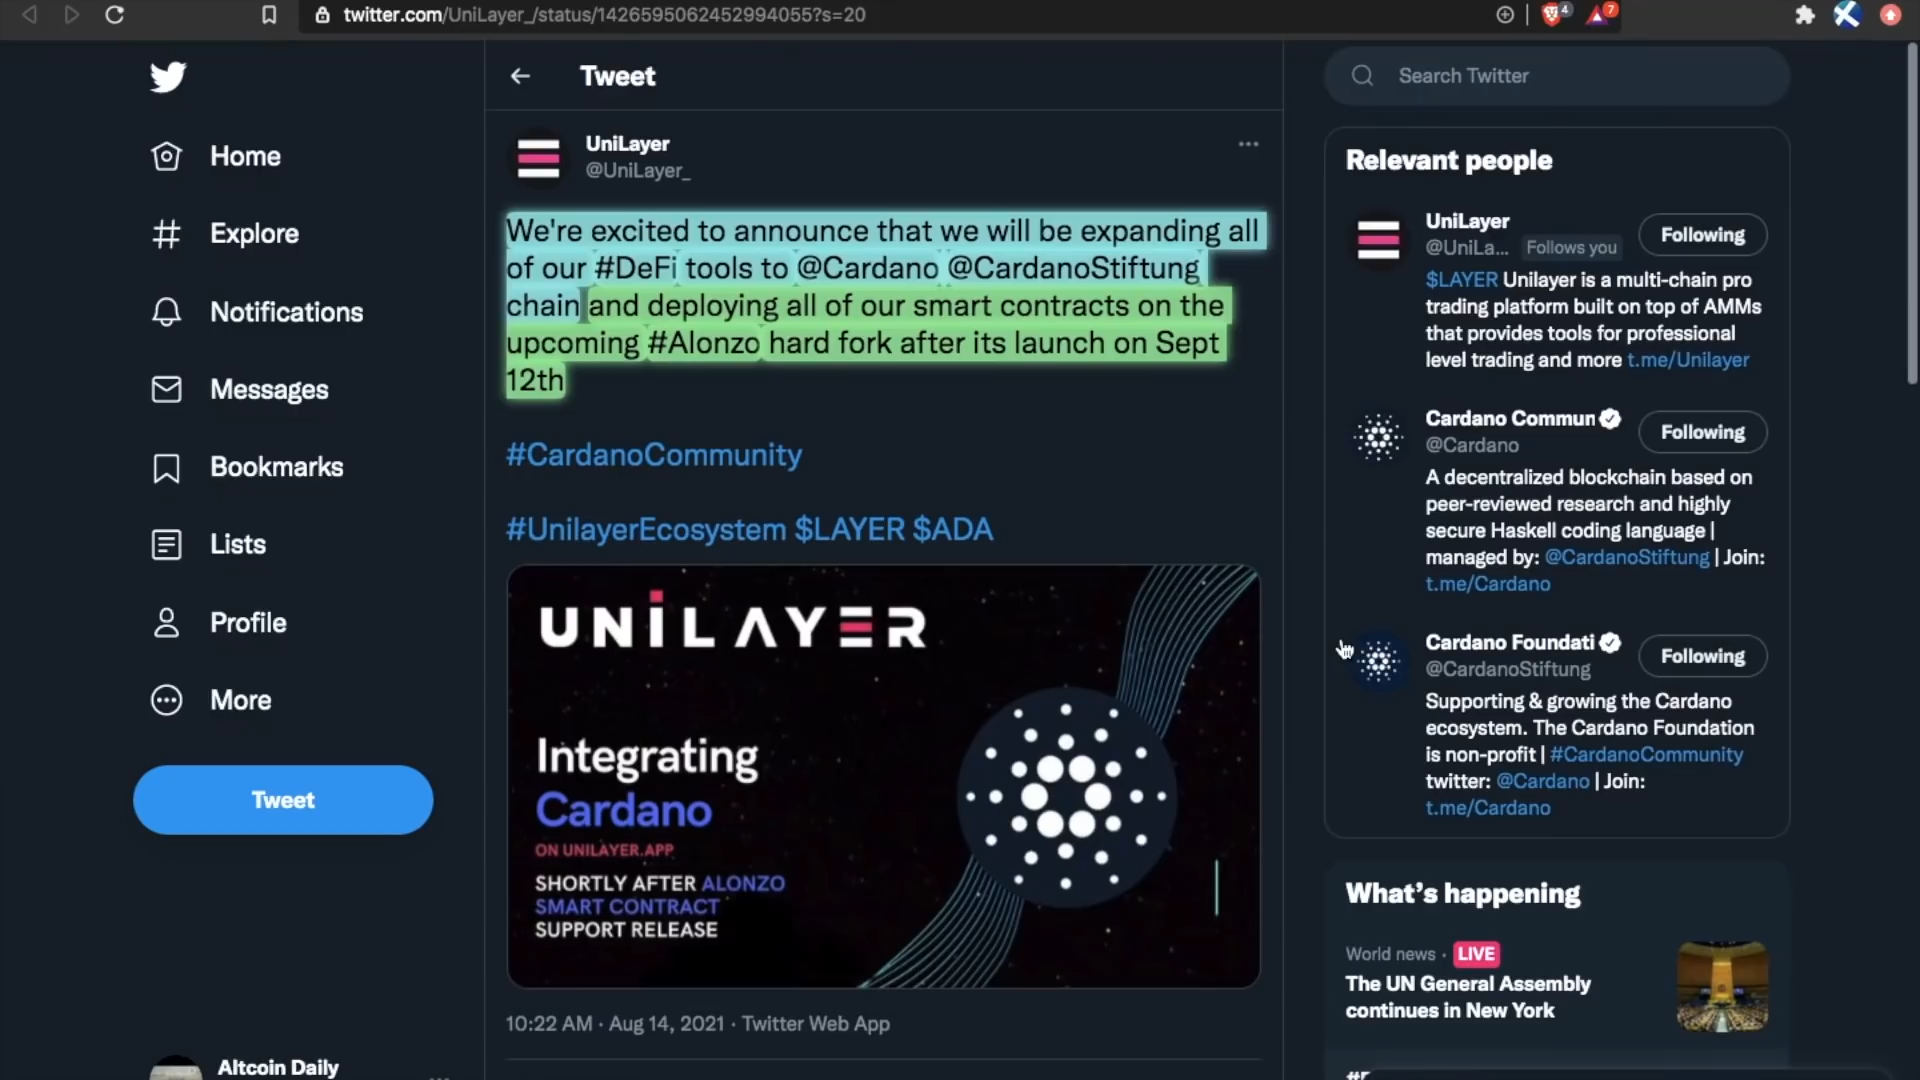 twitter.com/UniLayer_/status/1426595062452994055?s=20
4
7
Home
Explore
Notifications
Messages
Bookmarks
Lists
Profile
More
Tweet
Altcoin Daily
Tweet
UniLayer
@UniLayer_
We're excited to announce that we will be expanding all
of our #DeFi tools to @Cardano @CardanoStiftung
chain and deploying all of our smart contracts on the
upcoming #Alonzo hard fork after its launch on Sept
12th
#CardanoCommunity
#UnilayerEcosystem $LAYER $ADA
UNILAYER
Integrating
Cardano
ON UNILAYER.APP
SHORTLY AFTER ALONZO
SMART CONTRACT
SUPPORT RELEASE
10:22 AM · Aug 14, 2021 · Twitter Web App
Search Twitter
Relevant people
UniLayer
Following
@UniLa... Follows you
$LAYER Unilayer is a multi-chain pro
trading platform built on top of AMMs
that provides tools for professional
level trading and more t.me/Unilayer
Cardano Commun
Following
@Cardano
A decentralized blockchain based on
peer-reviewed research and highly
secure Haskell coding language |
managed by: @CardanoStiftung | Join:
t.me/Cardano
Cardano Foundati
Following
@CardanoStiftung
Supporting & growing the Cardano
ecosystem. The Cardano Foundation
is non-profit | #CardanoCommunity
twitter: @Cardano | Join:
t.me/Cardano
What's happening
World news · LIVE
The UN General Assembly
continues in New York